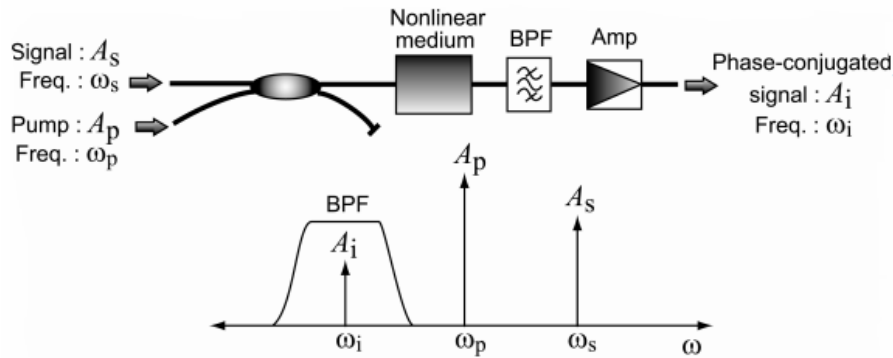 Signal : As
Freq. : ωs
Pump : Ap
Freq. : ωp
Nonlinear
medium
BPF
Amp
Phase-conjugated
signal : Ai
Freq. : ωi
BPF
Ai
Ap
As
ωi
ωp
ωs
ω